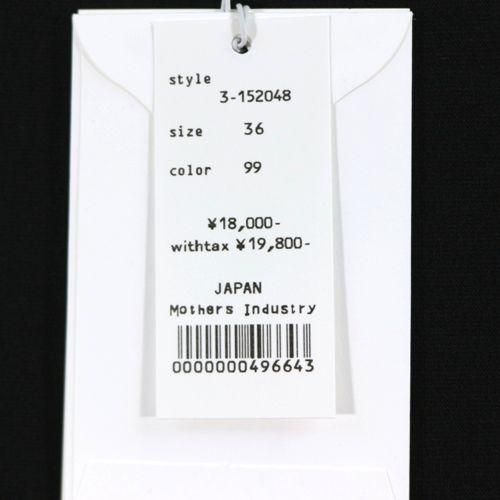 style
3-152048
size 36
color 99
¥18,000-
withtax ¥19,800-
JAPAN
Mothers Industry
0000000496643